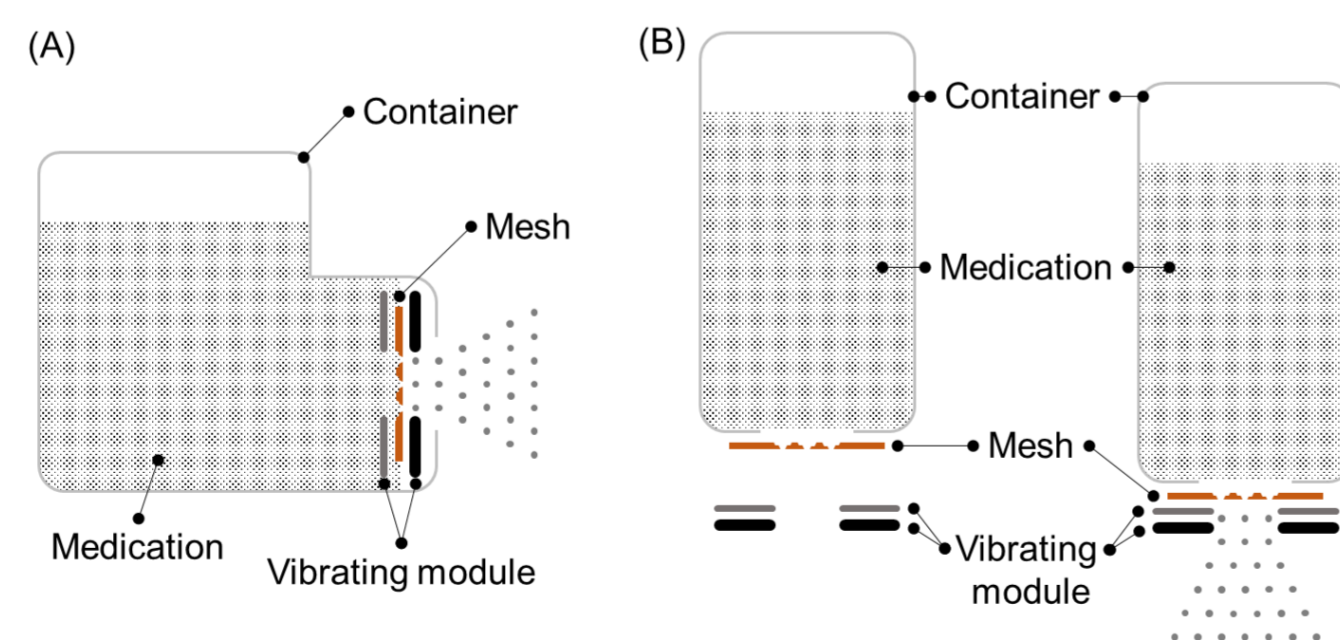 (A)
Container
Mesh
Medication
Vibrating module
(B)
Container
Medication
Mesh
Vibrating
module